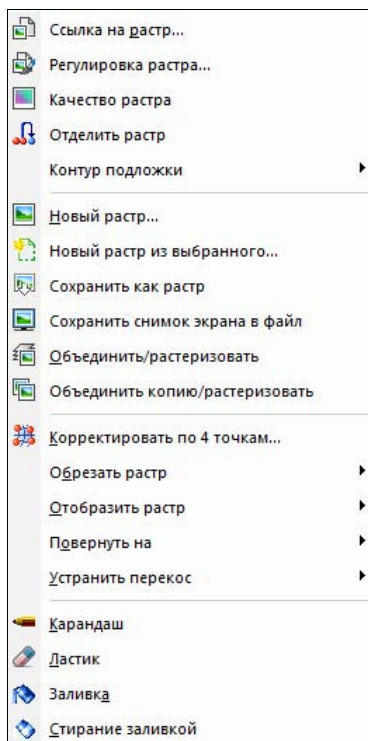 Ссылка на растр...
Регулировка растра...
Качество растра
Отделить растр
Контур подложки
Новый растр...
Новый растр из выбранного...
Сохранить как растр
Сохранить снимок экрана в файл
Объединить/растеризовать
Объединить копию/растеризовать
Корректировать по 4 точкам...
Обрезать растр
Отобразить растр
Повернуть на
Устранить перекос
Карандаш
Ластик
Заливка
Стирание заливкой